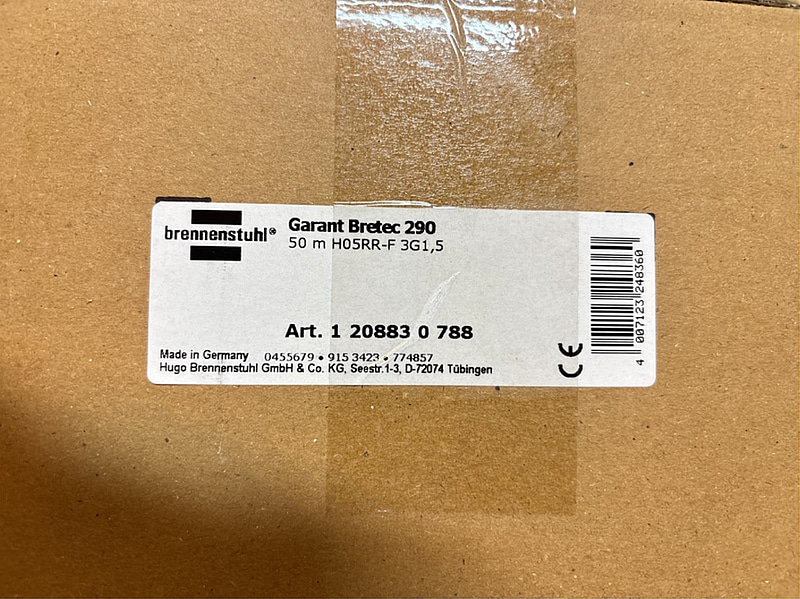 brennenstuhl®
Garant Bretec 290
50 m H05RR-F 3G1,5
Art. 1 20883 0 788
Made in Germany 0455679 • 915 3423 • 774857
Hugo Brennenstuhl GmbH & Co. KG, Seestr.1-3, D-72074 Tübingen
CE
4 007123 248360